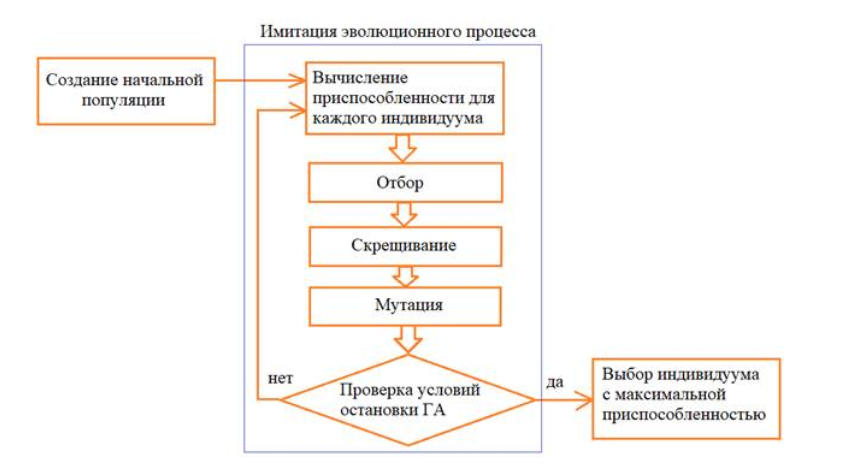 Имитация эволюционного процесса
Создание начальной
популяции
Вычисление
приспособленности для
каждого индивидуума
Отбор
Скрещивание
Мутация
нет
Проверка условий
остановки ГА
да
Выбор индивидуума
с максимальной
приспособленностью